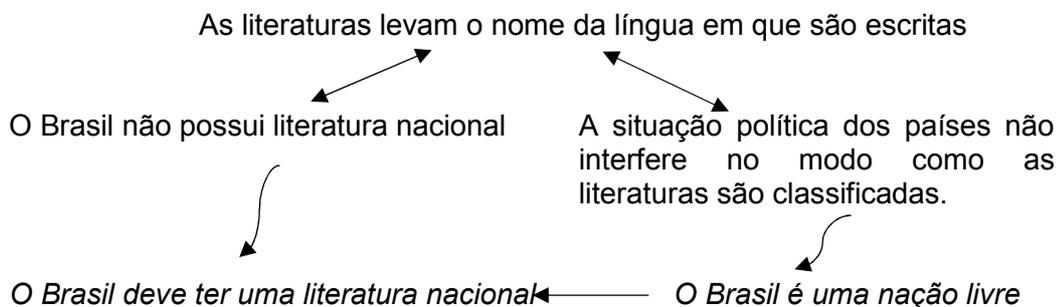 As literaturas levam o nome da língua em que são escritas
O Brasil não possui literatura nacional
A situação política dos países não
interfere no modo como as
literaturas são classificadas.
O Brasil deve ter uma literatura nacional
O Brasil é uma nação livre